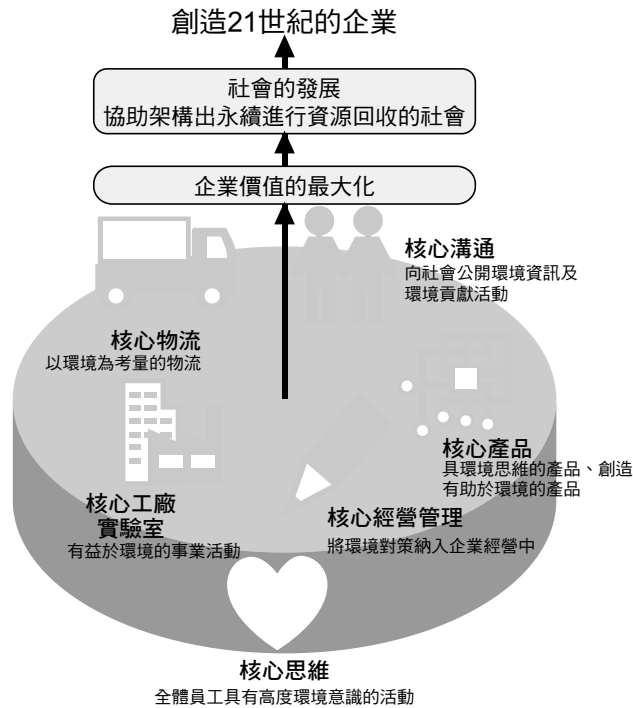 創造21世紀的企業
社會的發展
協助架構出永續進行資源回收的社會
企業價值的最大化
核心溝通
向社會公開環境資訊及
環境貢獻活動
核心物流
以環境為考量的物流
核心產品
具環境思維的產品、創造
有助於環境的產品
核心工廠
實驗室
有益於環境的事業活動
核心經營管理
將環境對策納入企業經營中
核心思維
全體員工具有高度環境意識的活動